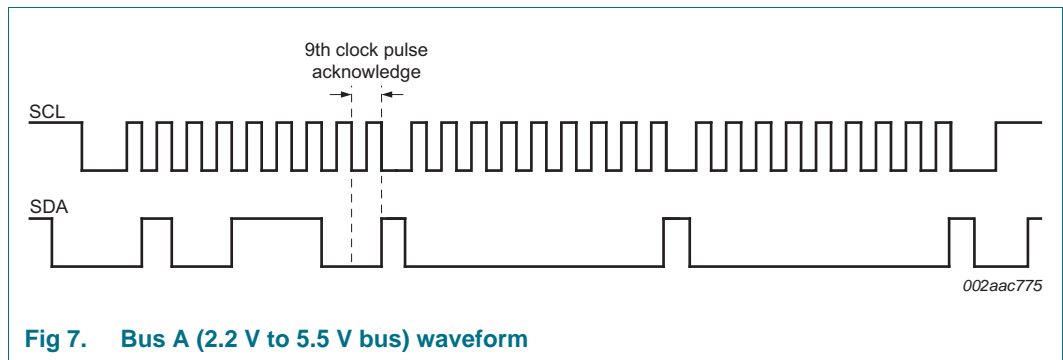 9th clock pulse
acknowledge
SCL
SDA
002aac775
Fig 7. Bus A (2.2 V to 5.5 V bus) waveform